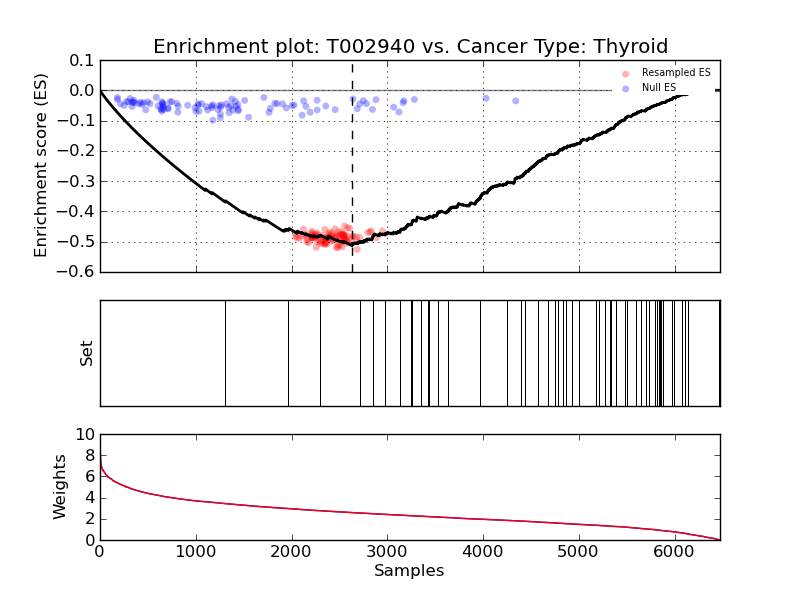 Enrichment plot: T002940 vs. Cancer Type: Thyroid
Enrichment score (ES)
0.1
0.0
−0.1
−0.2
−0.3
−0.4
−0.5
−0.6
Resampled ES
Null ES
Set
Weights
10
8
6
4
2
0
0 1000 2000 3000 4000 5000 6000
Samples